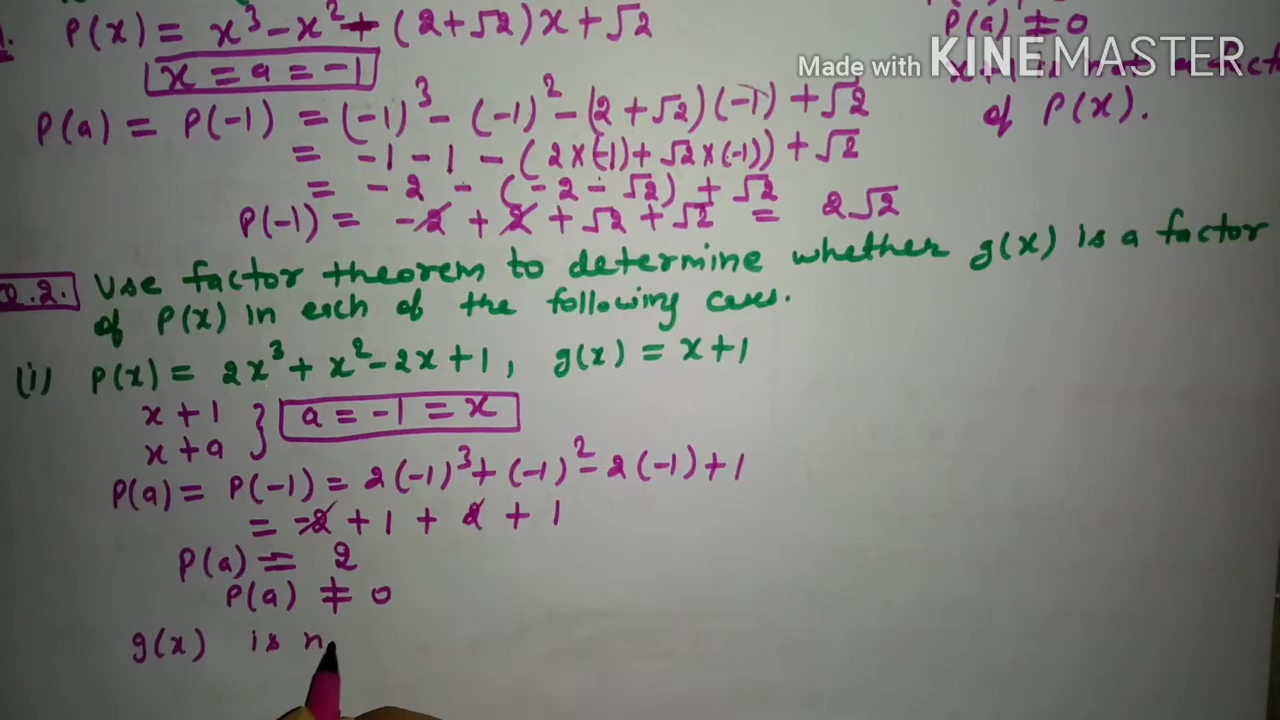 P(x) = x³ - x² - (2+√2)x + √2
x = a = -1
P(a) = P(-1) = (-1)³ - (-1)² - (2+√2)(-1) + √2
= -1 - 1 - (2×(-1) + √2×(-1)) + √2
= -2 - (-2 - √2) + √2
P(-1) = -2 + 2 + √2 + √2 = 2√2
P(a) ≠ 0
of P(x).
Made with KINEMASTER
Q.2. Use factor theorem to determine whether g(x) is a factor
of P(x) in each of the following cases.
(i) P(x) = 2x³ + x² - 2x + 1, g(x) = x+1
x + 1
x + a } a = -1 = x
P(a) = P(-1) = 2(-1)³ + (-1)² - 2(-1) + 1
= -2 + 1 + 2 + 1
P(a) = 2
P(a) ≠ 0
g(x) is n